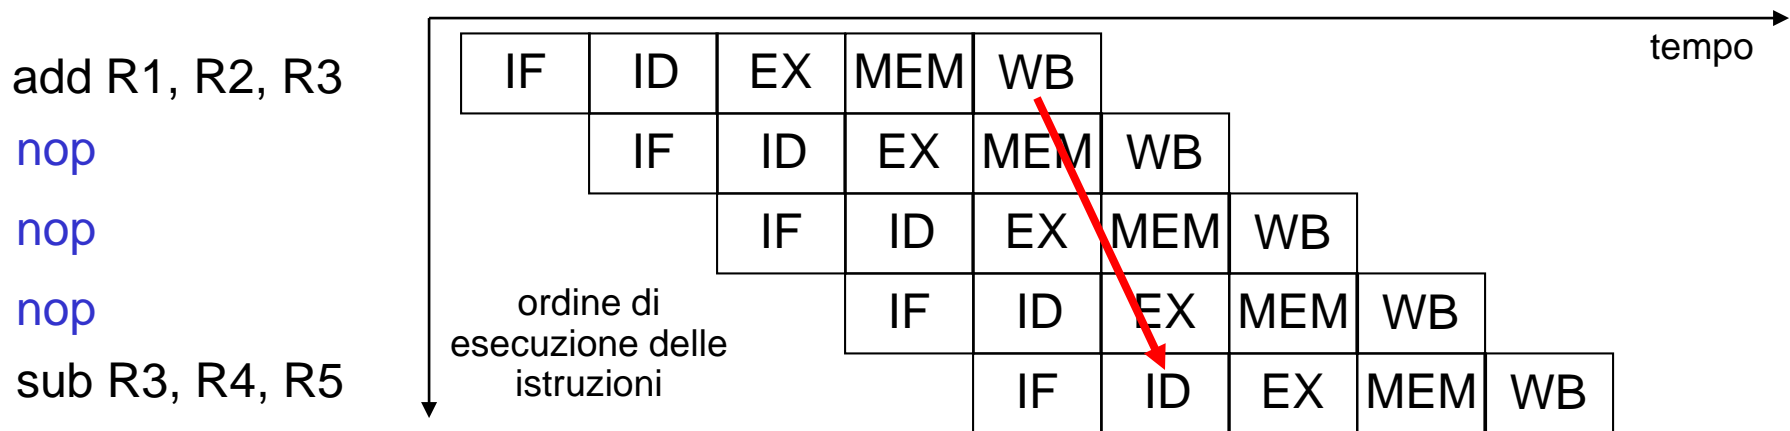 tempo
add R1, R2, R3 IF ID EX MEM WB
nop IF ID EX MEM WB
nop IF ID EX MEM WB
nop IF ID EX MEM WB
sub R3, R4, R5 IF ID EX MEM WB
ordine di
esecuzione delle
istruzioni